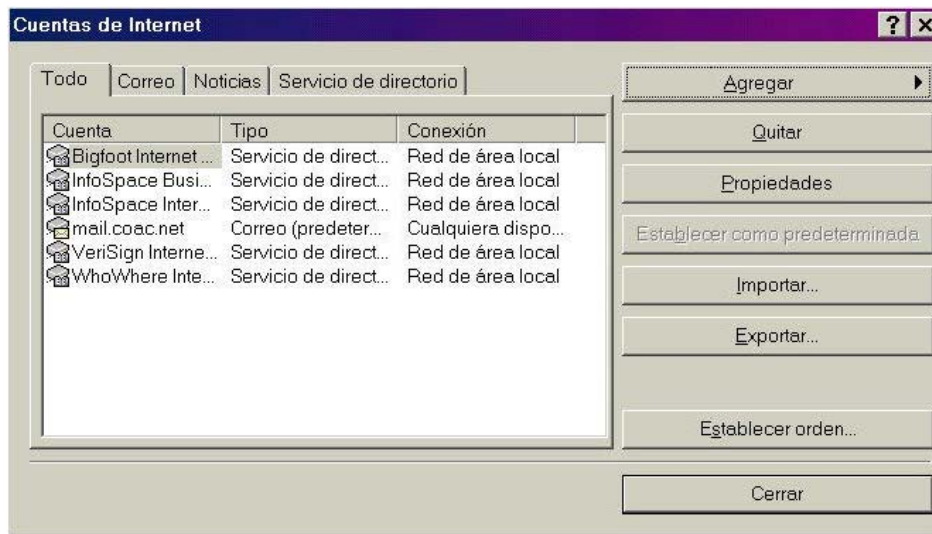 Cuentas de Internet
Todo Correo Noticias Servicio de directorio
Cuenta Tipo Conexión
Bigfoot Internet ... Servicio de direct... Red de área local
InfoSpace Busi... Servicio de direct... Red de área local
InfoSpace Inter... Servicio de direct... Red de área local
mail.coac.net Correo (predeter... Cualquiera dispo...
VeriSign Interne... Servicio de direct... Red de área local
WhoWhere Inte... Servicio de direct... Red de área local
Agregar
Quitar
Propiedades
Establecer como predeterminada
Importar...
Exportar...
Establecer orden...
Cerrar